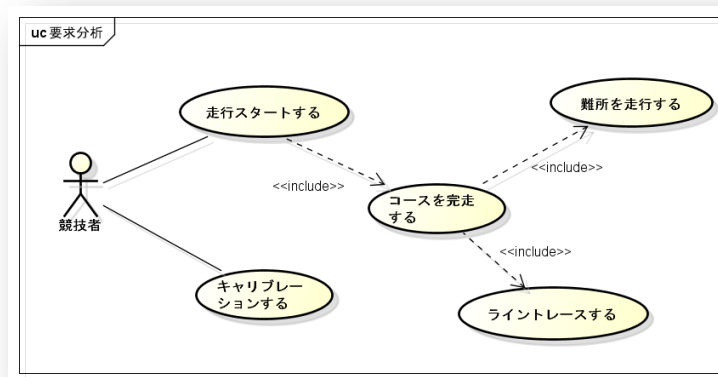 uc 要求分析
走行スタートする
難所を走行する
<<include>>
<<include>>
コースを完走
する
競技者
<<include>>
キャリブレー
ションする
ライントレースする